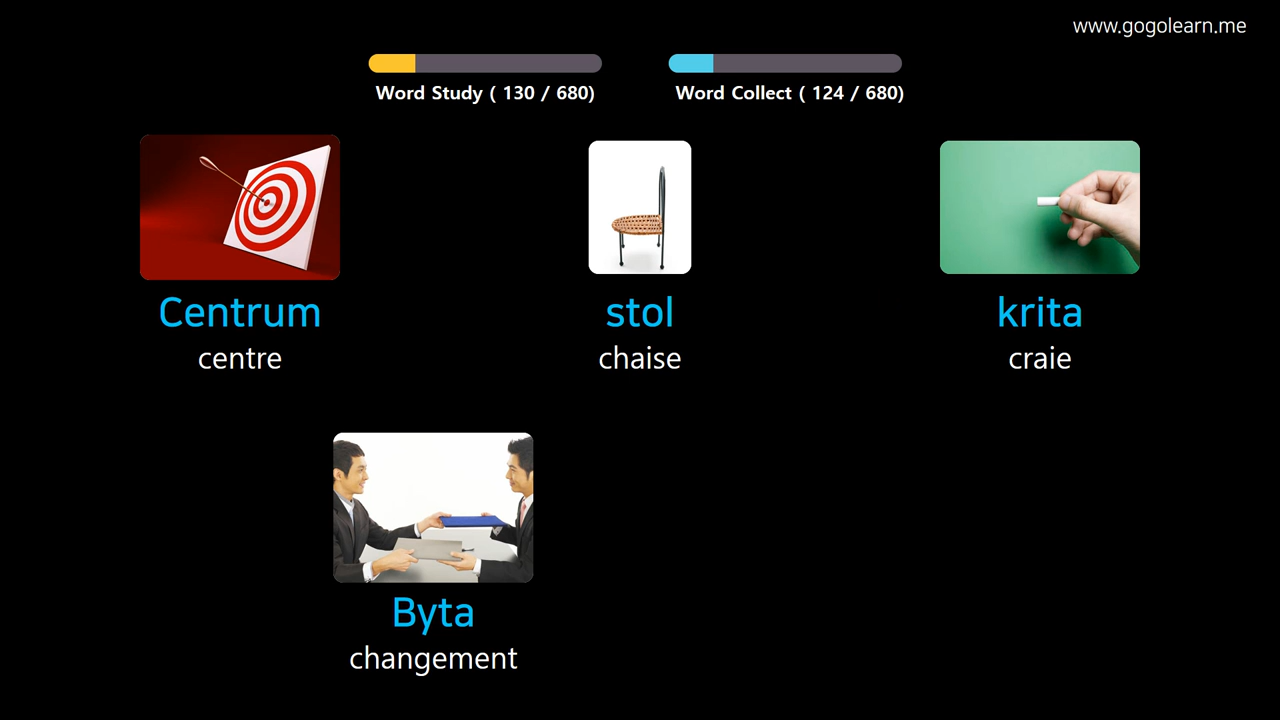 www.gogolearn.me
Word Study ( 130 / 680)
Word Collect ( 124 / 680)
Centrum
centre
stol
chaise
krita
craie
Byta
changement